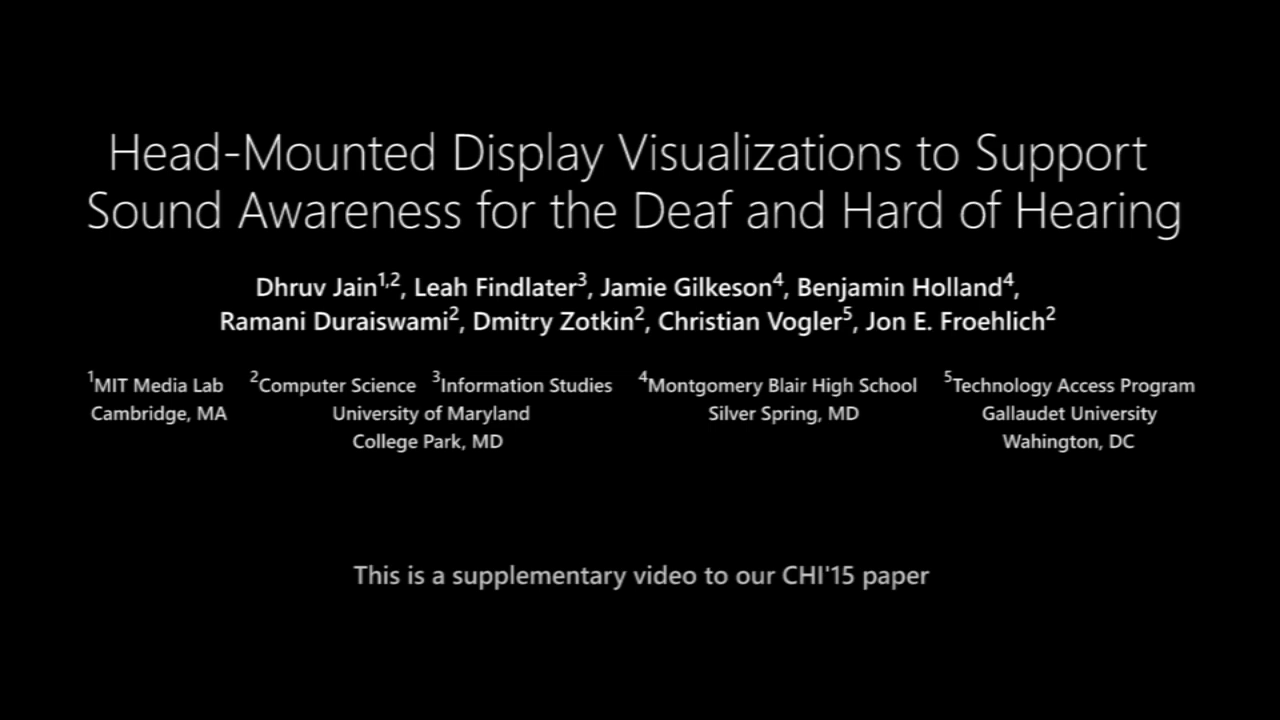 Head-Mounted Display Visualizations to Support
Sound Awareness for the Deaf and Hard of Hearing
Dhruv Jain1,2, Leah Findlater3, Jamie Gilkeson4, Benjamin Holland4,
Ramani Duraiswami2, Dmitry Zotkin2, Christian Vogler5, Jon E. Froehlich2
1MIT Media Lab 2Computer Science 3Information Studies 4Montgomery Blair High School 5Technology Access Program
Cambridge, MA University of Maryland Silver Spring, MD Gallaudet University
College Park, MD Wahington, DC
This is a supplementary video to our CHI'15 paper